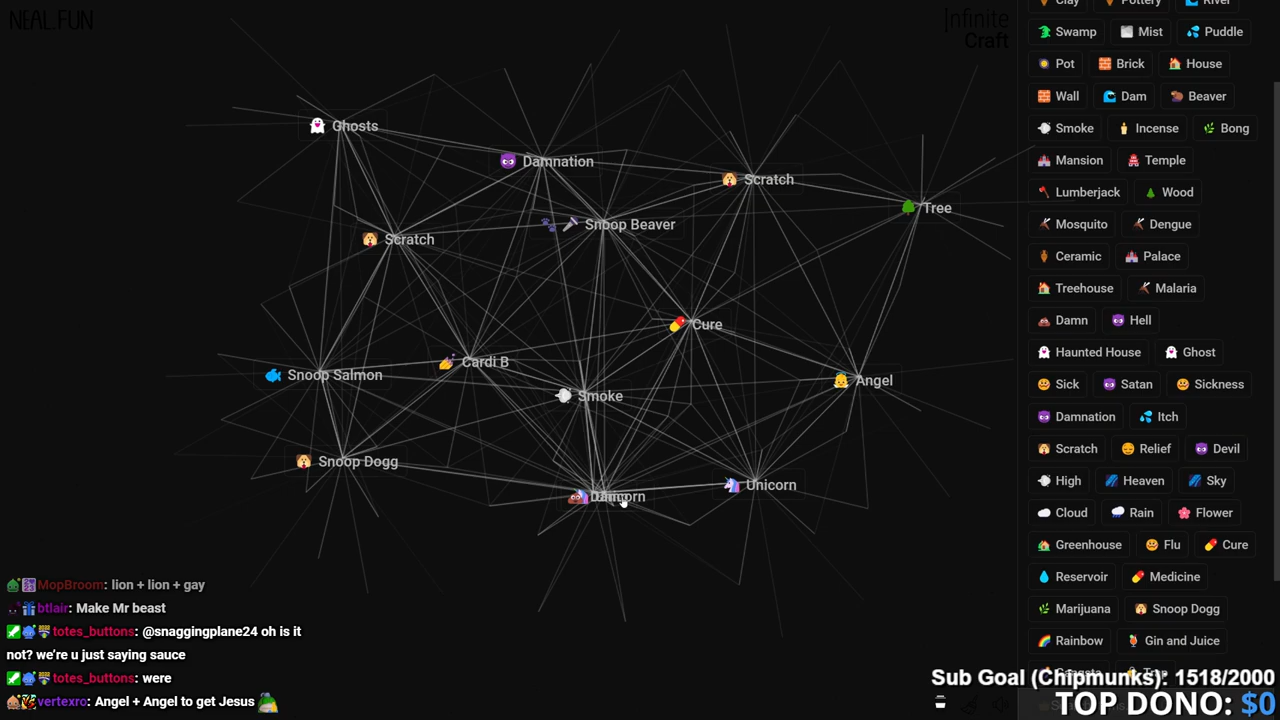 NEAL.FUN
Infinite
Craft
Ghosts
Damnation
Scratch
Tree
Snoop Beaver
Scratch
Cure
Cardi B
Snoop Salmon
Angel
Smoke
Snoop Dogg
Unicorn
MopBroom: lion + lion + gay
btlair: Make Mr beast
totes_buttons: @snaggingplane24 oh is it
not? we're u just saying sauce
totes_buttons: were
vertexro: Angel + Angel to get Jesus
Clay Pottery River
Swamp Mist Puddle
Pot Brick House
Wall Dam Beaver
Smoke Incense Bong
Mansion Temple
Lumberjack Wood
Mosquito Dengue
Ceramic Palace
Treehouse Malaria
Damn Hell
Haunted House Ghost
Sick Satan Sickness
Damnation Itch
Scratch Relief Devil
High Heaven Sky
Cloud Rain Flower
Greenhouse Flu Cure
Reservoir Medicine
Marijuana Snoop Dogg
Rainbow Gin and Juice
Sub Goal (Chipmunks): 1518/2000
TOP DONO: $0